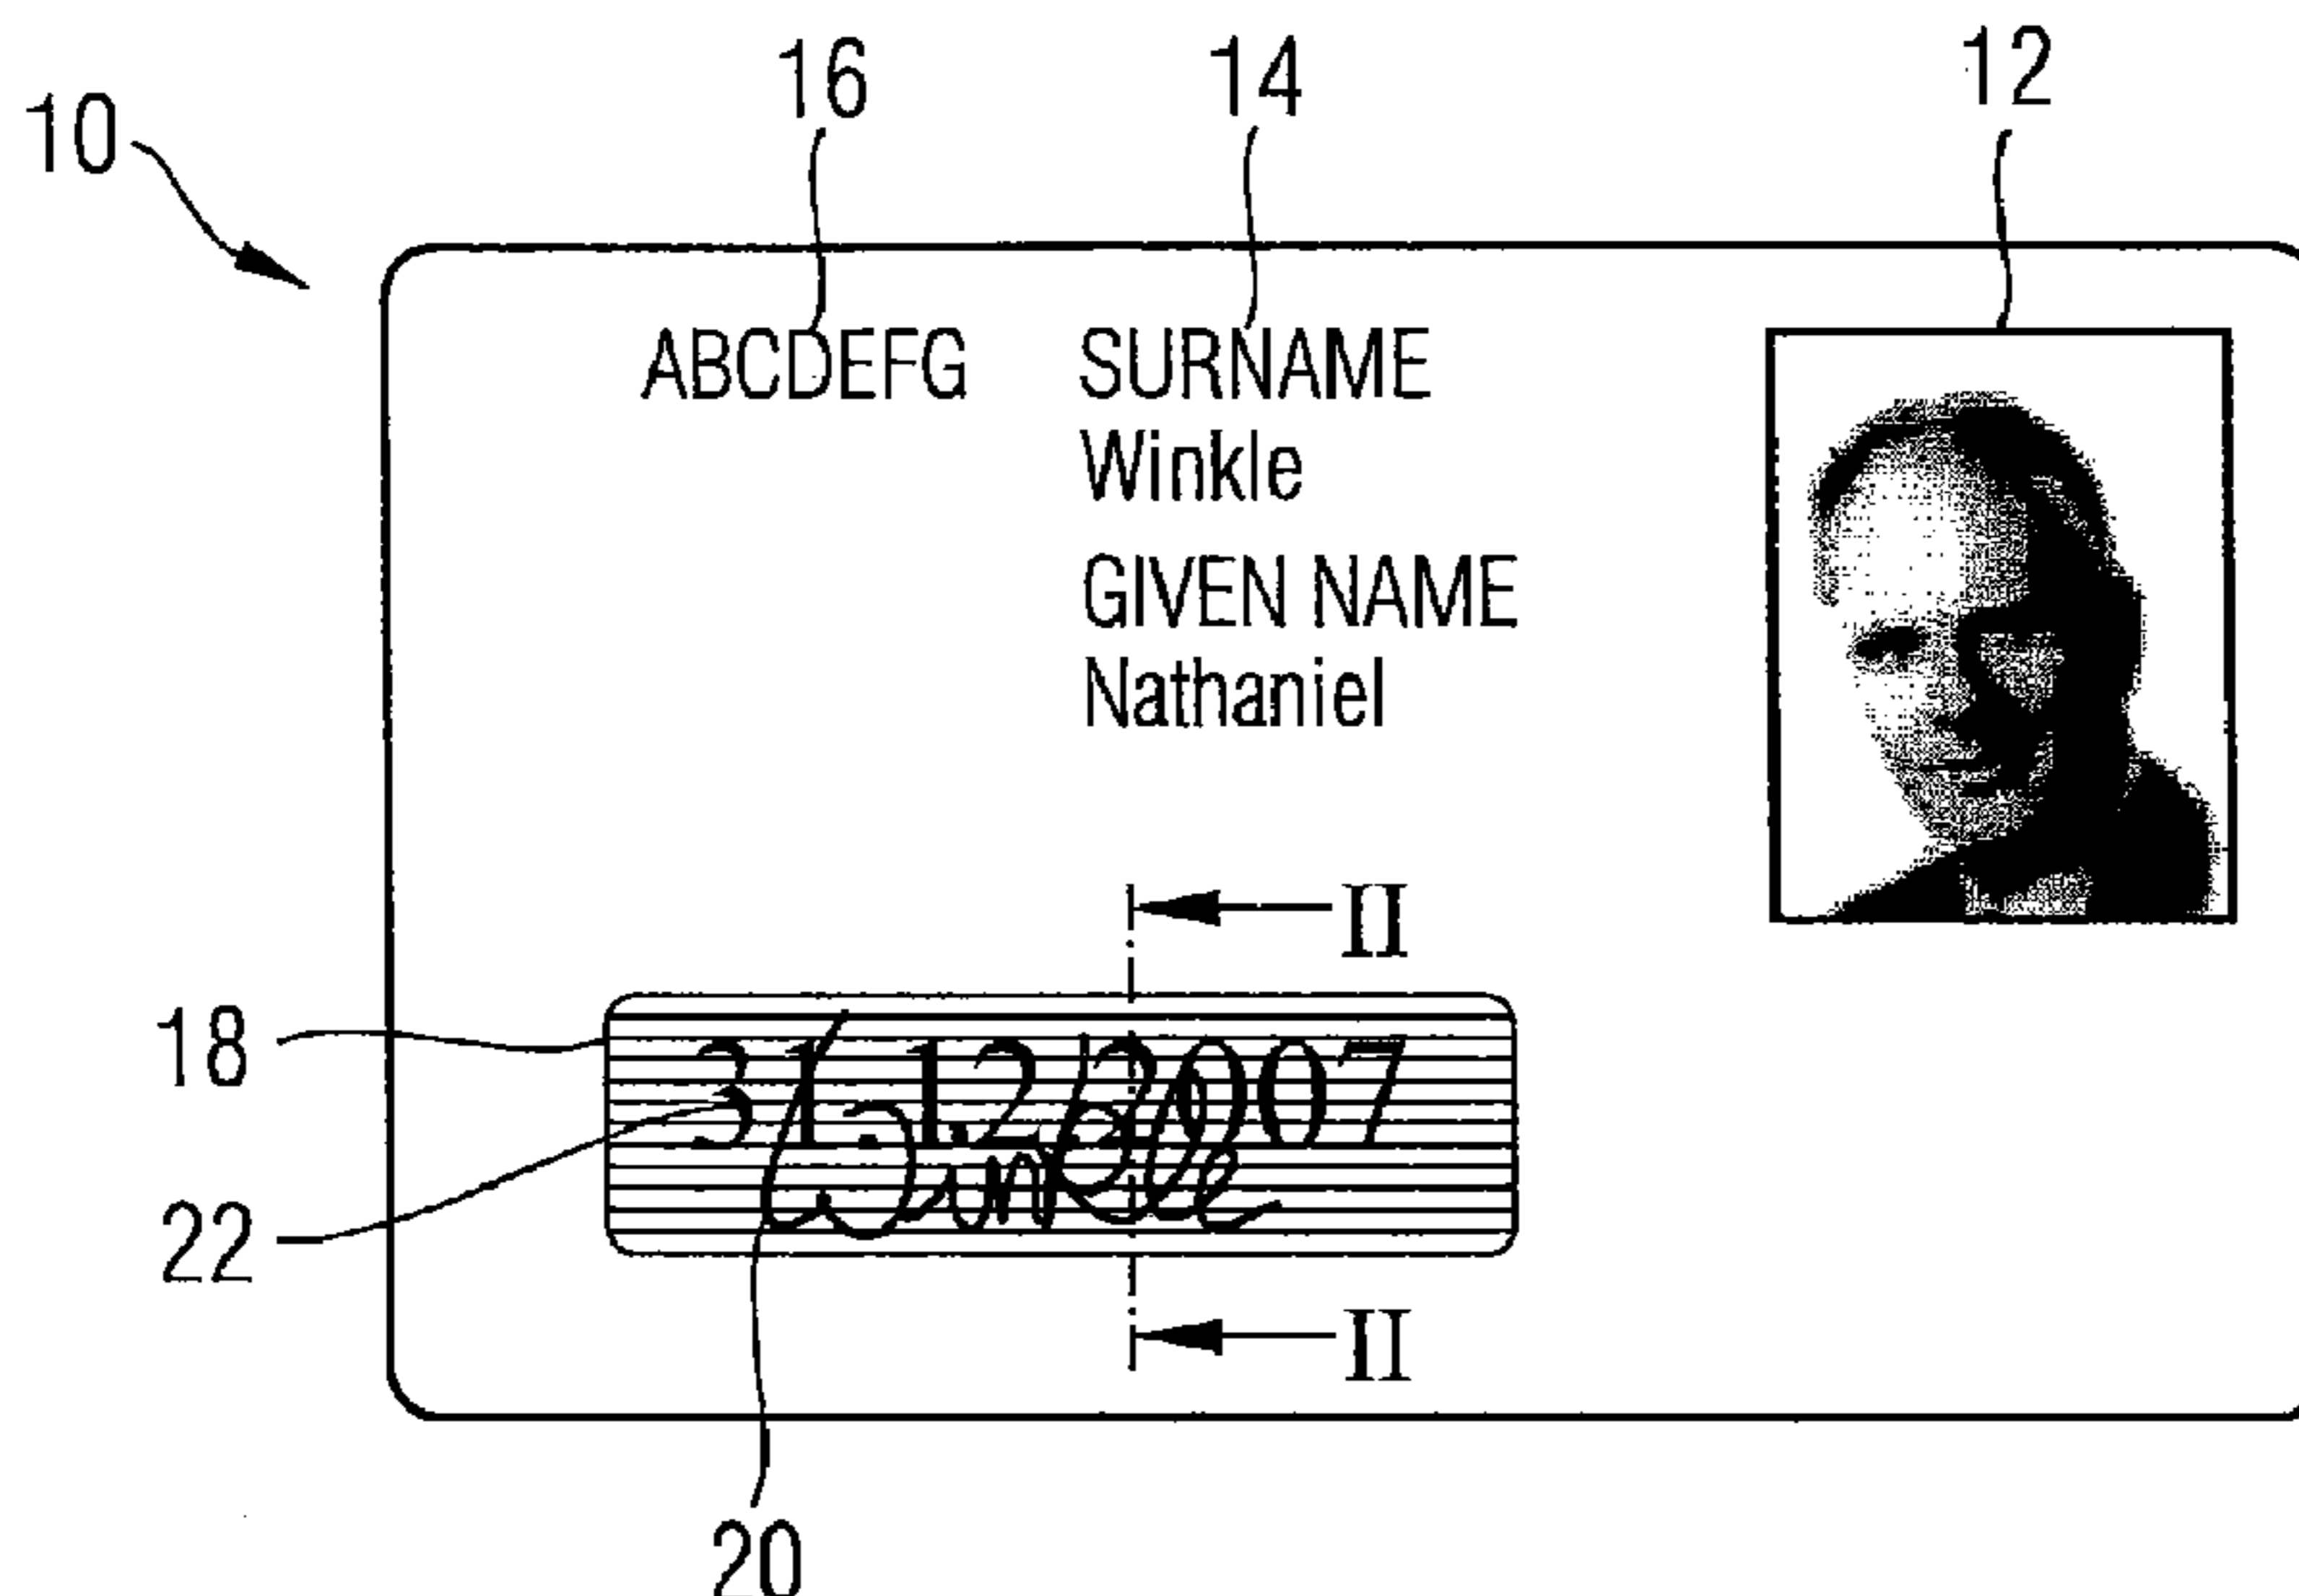 16 14 12
10
ABCDEFG SURNAME
Winkle
GIVEN NAME
Nathaniel
II
18
31.12.2007
Winkle
22
II
20